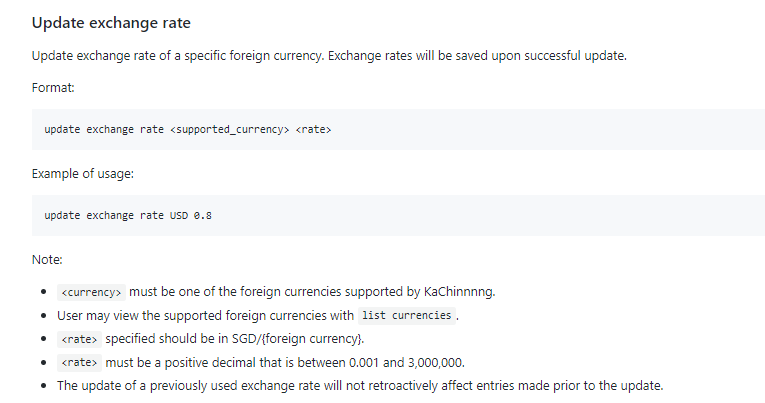 Update exchange rate
Update exchange rate of a specific foreign currency. Exchange rates will be saved upon successful update.
Format:
update exchange rate <supported_currency> <rate>
Example of usage:
update exchange rate USD 0.8
Note:
<currency> must be one of the foreign currencies supported by KaChinnnng.
User may view the supported foreign currencies with list currencies.
<rate> specified should be in SGD/{foreign currency}.
<rate> must be a positive decimal that is between 0.001 and 3,000,000.
The update of a previously used exchange rate will not retroactively affect entries made prior to the update.